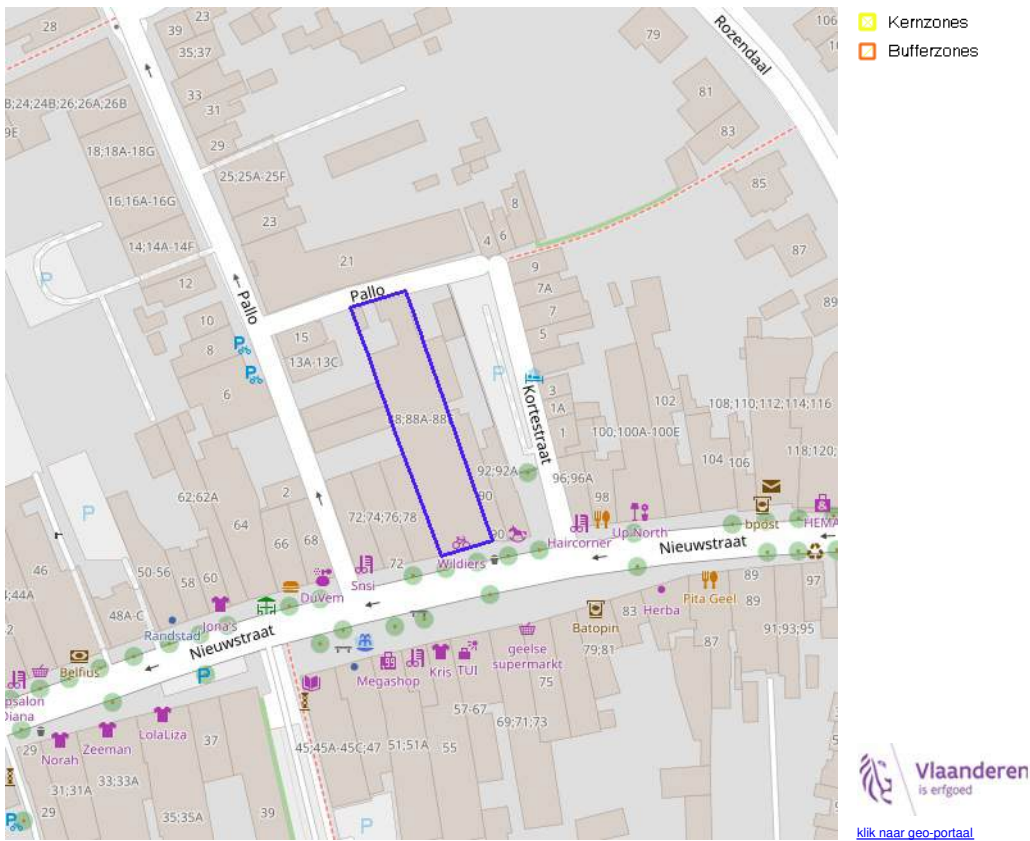 Kernzones
Bufferzones
28
23
39
35;37
79
Rozendaal
106
33
31
81
B;24;24B;26;26A;26B
9E
18;18A-18G
29
83
25;25A-25F
85
16;16A-16G
8
23
4
6
14;14A-14F
87
21
9
P
12
7A
Pallo
Pallo
89
7
10
15
5
8
13A-13C
P
6
3
102
108;110;112;114;116
1A
Kortestraat
1
100;100A-100E
118;120;
104
106
92;92A
96;96A
62;62A
2
90
98
bpost
HEMA
P
64
72;74;76;78
90
Up North
66
68
Haircorner
Nieuwstraat
46
50-56
72
Wildiers
58
60
Snsi
89
97
DuVem
Pita Geel
48A-C
Jona's
83
Herba
89
Randstad
Batopin
91;93;95
Nieuwstraat
79;81
87
geelse
supermarkt
Belfius
Kris
TUI
P
Megashop
75
Diana
57-67
LolaLiza
69;71;73
29
Zeeman
37
45;45A-45C;47
51;51A
55
Norah
31;31A
33;33A
29
35;35A
39
P
P
Vlaanderen
is erfgoed
klik naar geo-portaal